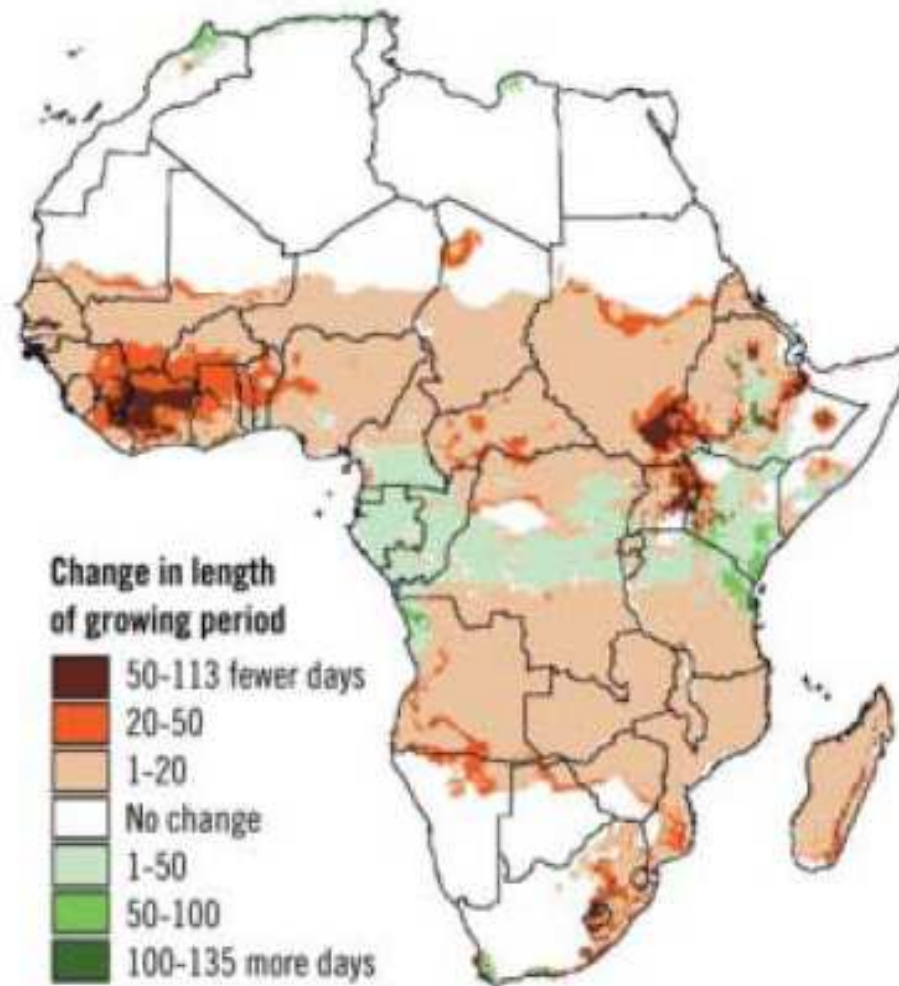 Change in length
of growing period
50-113 fewer days
20-50
1-20
No change
1-50
50-100
100-135 more days